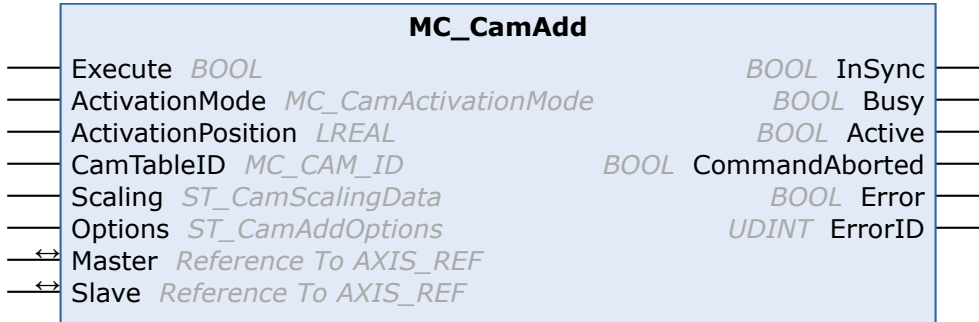 MC_CamAdd
Execute BOOL BOOL InSync
ActivationMode MC_CamActivationMode BOOL Busy
ActivationPosition LREAL BOOL Active
CamTableID MC_CAM_ID BOOL CommandAborted
Scaling ST_CamScalingData BOOL Error
Options ST_CamAddOptions UDINT ErrorID
↔ Master Reference To AXIS_REF
↔ Slave Reference To AXIS_REF